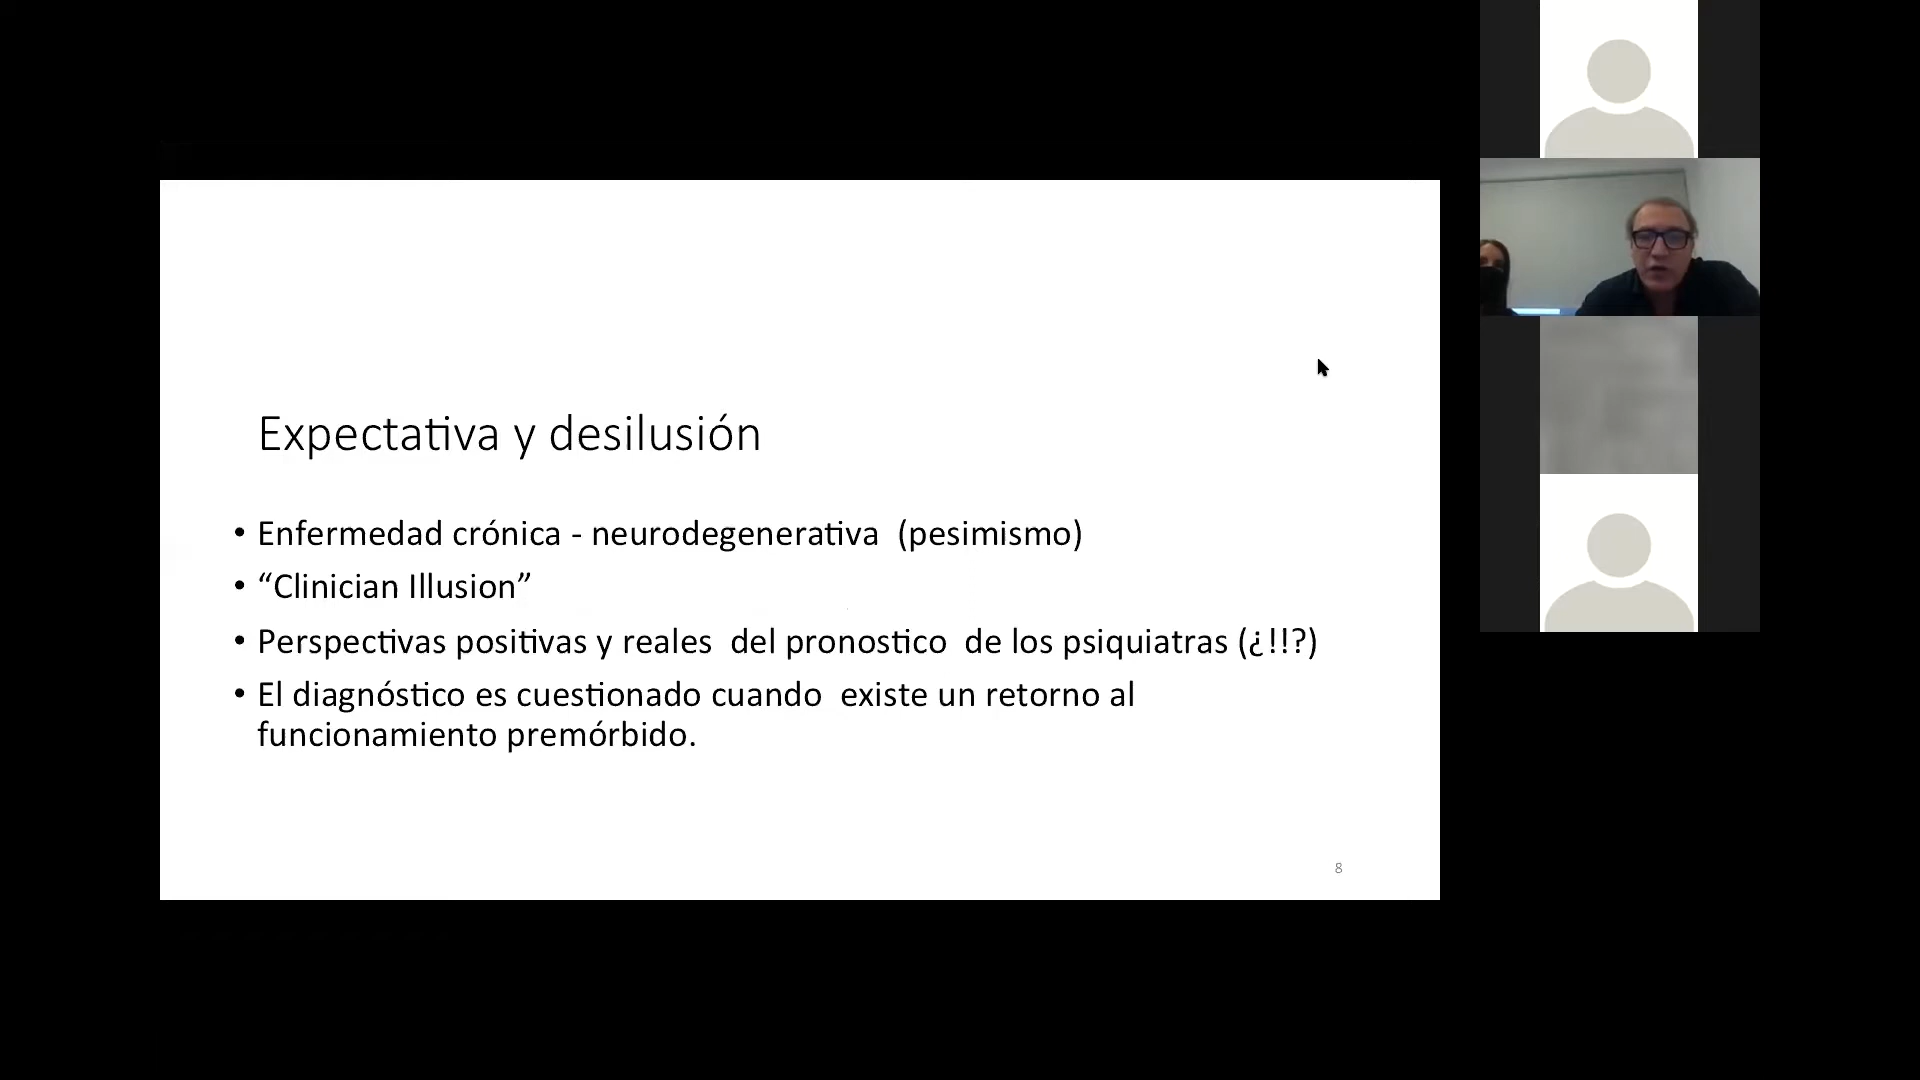 Expectativa y desilusión
• Enfermedad crónica - neurodegenerativa (pesimismo)
• “Clinician Illusion”
• Perspectivas positivas y reales del pronostico de los psiquiatras (¿!!?)
• El diagnóstico es cuestionado cuando existe un retorno al
funcionamiento premórbido.
8